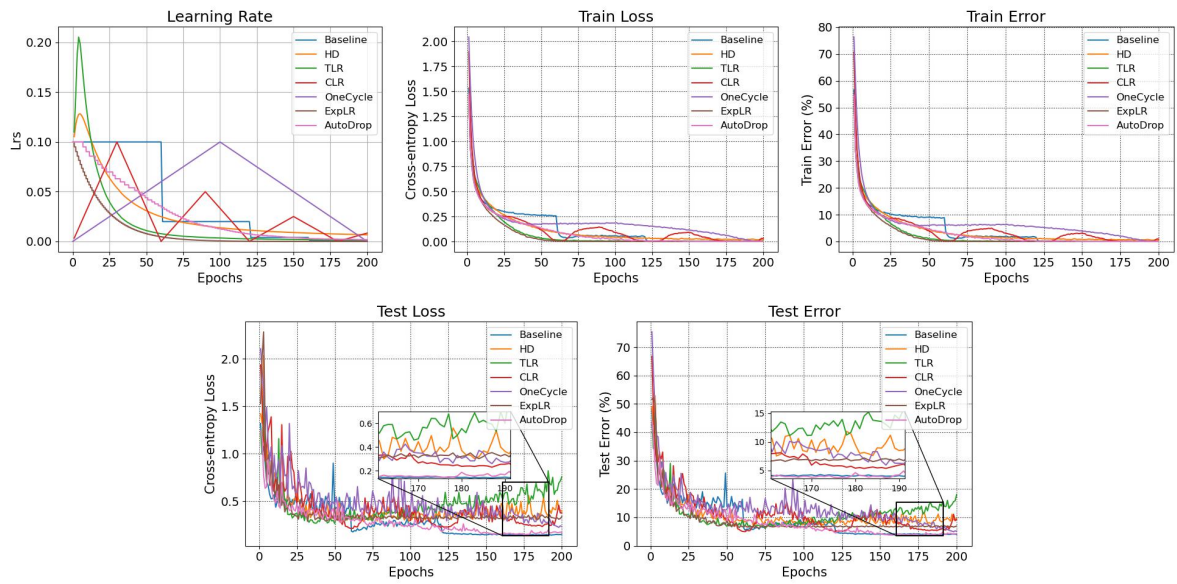 Learning Rate
Lrs
0.20
0.15
0.10
0.05
0.00
0 25 50 75 100 125 150 175 200
Epochs
Baseline
HD
TLR
CLR
OneCycle
ExpLR
AutoDrop
Train Loss
Cross-entropy Loss
2.00
1.75
1.50
1.25
1.00
0.75
0.50
0.25
0.00
0 25 50 75 100 125 150 175 200
Epochs
Baseline
HD
TLR
CLR
OneCycle
ExpLR
AutoDrop
Train Error
Train Error (%)
80
70
60
50
40
30
20
10
0
0 25 50 75 100 125 150 175 200
Epochs
Baseline
HD
TLR
CLR
OneCycle
ExpLR
AutoDrop
Test Loss
Cross-entropy Loss
2.0
1.5
1.0
0.5
0 25 50 75 100 125 150 175 200
Epochs
Baseline
HD
TLR
CLR
OneCycle
ExpLR
AutoDrop
0.6
0.4
0.2
170 180 190
Test Error
Test Error (%)
70
60
50
40
30
20
10
0
0 25 50 75 100 125 150 175 200
Epochs
Baseline
HD
TLR
CLR
OneCycle
ExpLR
AutoDrop
15
10
5
170 180 190